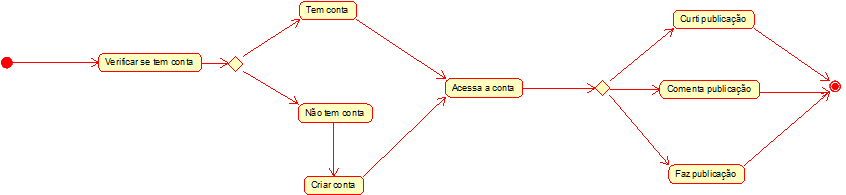 Verificar se tem conta
Tem conta
Não tem conta
Criar conta
Acessa a conta
Curti publicação
Comenta publicação
Faz publicação